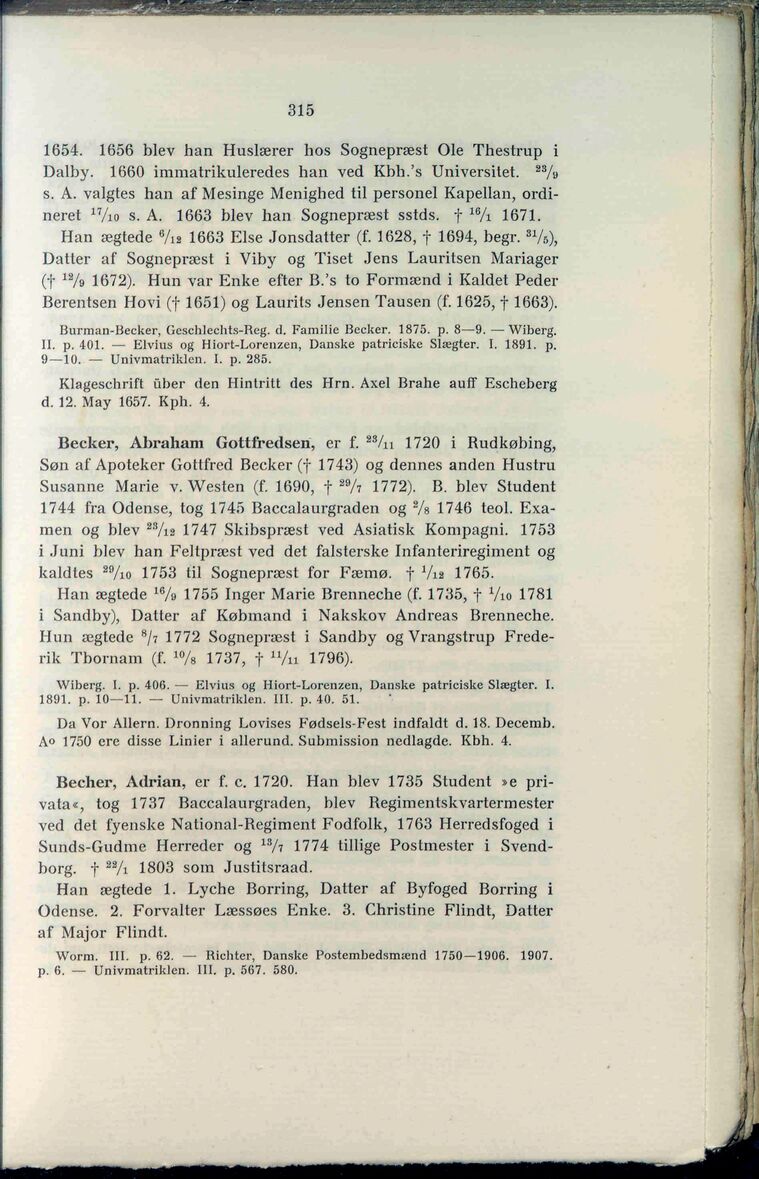 315
1654. 1656 blev han Huslærer hos Sognepræst Ole Thestrup i
Dalby. 1660 immatrikuleredes han ved Kbh.'s Universitet. ²³/₉
s. A. valgtes han af Mesinge Menighed til personel Kapellan, ordi-
neret ¹⁷/₁₀ s. A. 1663 blev han Sognepræst sstds. † ¹⁶/₁ 1671.
Han ægtede ⁶/₁₂ 1663 Else Jonsdatter (f. 1628, † 1694, begr. ³¹/₅),
Datter af Sognepræst i Viby og Tiset Jens Lauritsen Mariager
(† ¹²/₉ 1672). Hun var Enke efter B.'s to Formænd i Kaldet Peder
Berentsen Hovi († 1651) og Laurits Jensen Tausen (f. 1625, † 1663).
Burman-Becker, Geschlechts-Reg. d. Familie Becker. 1875. p. 8—9. — Wiberg.
II. p. 401. — Elvius og Hiort-Lorenzen, Danske patriciske Slægter. I. 1891. p.
9—10. — Univmatriklen. I. p. 285.
Klageschrift über den Hintritt des Hrn. Axel Brahe auff Escheberg
d. 12. May 1657. Kph. 4.
Becker, Abraham Gottfredsen, er f. ²³/₁₁ 1720 i Rudkøbing,
Søn af Apoteker Gottfred Becker († 1743) og dennes anden Hustru
Susanne Marie v. Westen (f. 1690, † ²⁹/₇ 1772). B. blev Student
1744 fra Odense, tog 1745 Baccalaurgraden og ²/₈ 1746 teol. Exa-
men og blev ²³/₁₂ 1747 Skibspræst ved Asiatisk Kompagni. 1753
i Juni blev han Feltpræst ved det falsterske Infanteriregiment og
kaldtes ²⁹/₁₀ 1753 til Sognepræst for Fæmø. † ¹/₁₂ 1765.
Han ægtede ¹⁶/₉ 1755 Inger Marie Brenneche (f. 1735, † ¹/₁₀ 1781
i Sandby), Datter af Købmand i Nakskov Andreas Brenneche.
Hun ægtede ⁸/₇ 1772 Sognepræst i Sandby og Vrangstrup Frede-
rik Tbornam (f. ¹⁰/₈ 1737, † ¹¹/₁₁ 1796).
Wiberg. I. p. 406. — Elvius og Hiort-Lorenzen, Danske patriciske Slægter. I.
1891. p. 10—11. — Univmatriklen. III. p. 40. 51.
Da Vor Allern. Dronning Lovises Fødsels-Fest indfaldt d. 18. Decemb.
Aº 1750 ere disse Linier i allerund. Submission nedlagde. Kbh. 4.
Becher, Adrian, er f. c. 1720. Han blev 1735 Student »e pri-
vata«, tog 1737 Baccalaurgraden, blev Regimentskvartermester
ved det fyenske National-Regiment Fodfolk, 1763 Herredsfoged i
Sunds-Gudme Herreder og ¹³/₇ 1774 tillige Postmester i Svend-
borg. † ²²/₁ 1803 som Justitsraad.
Han ægtede 1. Lyche Borring, Datter af Byfoged Borring i
Odense. 2. Forvalter Læssøes Enke. 3. Christine Flindt, Datter
af Major Flindt.
Worm. III. p. 62. — Richter, Danske Postembedsmænd 1750—1906. 1907.
p. 6. — Univmatriklen. III. p. 567. 580.